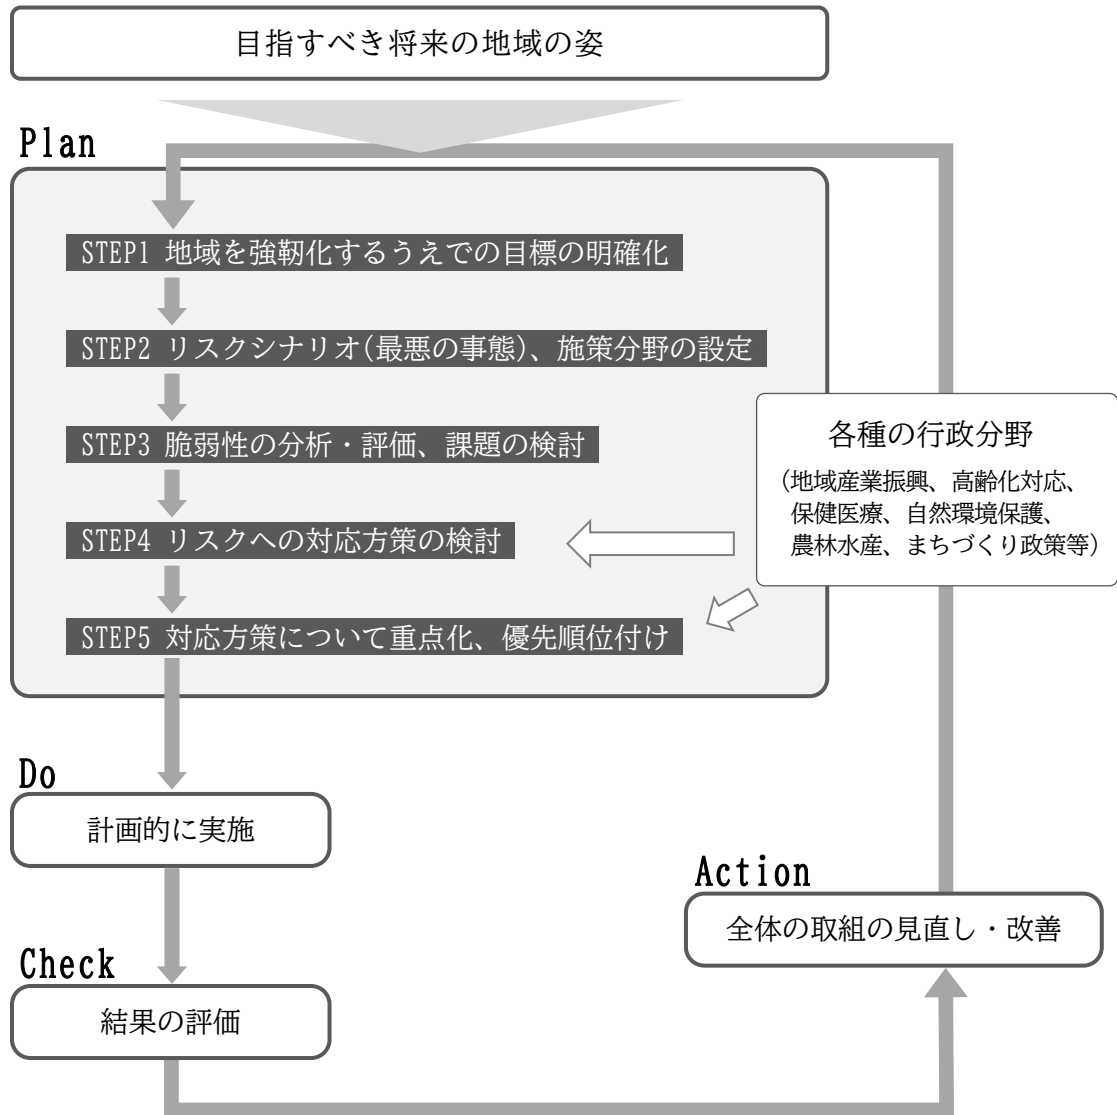 目指すべき将来の地域の姿
Plan
STEP1 地域を強靭化するうえでの目標の明確化
STEP2 リスクシナリオ(最悪の事態)、施策分野の設定
STEP3 脆弱性の分析・評価、課題の検討
STEP4 リスクへの対応方策の検討
STEP5 対応方策について重点化、優先順位付け
各種の行政分野
(地域産業振興、高齢化対応、
保健医療、自然環境保護、
農林水産、まちづくり政策等)
Do
計画的に実施
Check
結果の評価
Action
全体の取組の見直し・改善